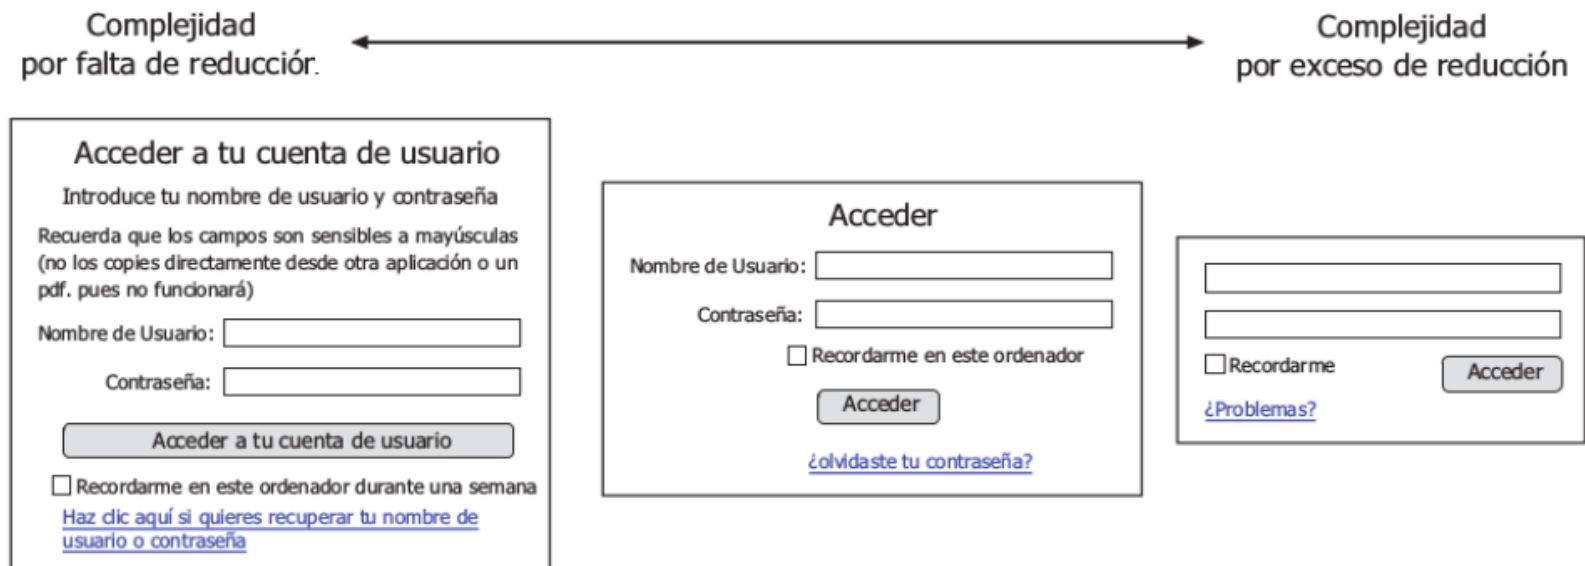 Complejidad
por falta de reducciór.
Complejidad
por exceso de reducción
Acceder a tu cuenta de usuario
Introduce tu nombre de usuario y contraseña
Recuerda que los campos son sensibles a mayúsculas
(no los copies directamente desde otra aplicación o un
pdf. pues no funcionará)
Nombre de Usuario:
Contraseña:
Acceder a tu cuenta de usuario
Recordarme en este ordenador durante una semana
Haz clic aquí si quieres recuperar tu nombre de
usuario o contraseña
Acceder
Nombre de Usuario:
Contraseña:
Recordarme en este ordenador
Acceder
¿olvidaste tu contraseña?
Recordarme
Acceder
¿Problemas?